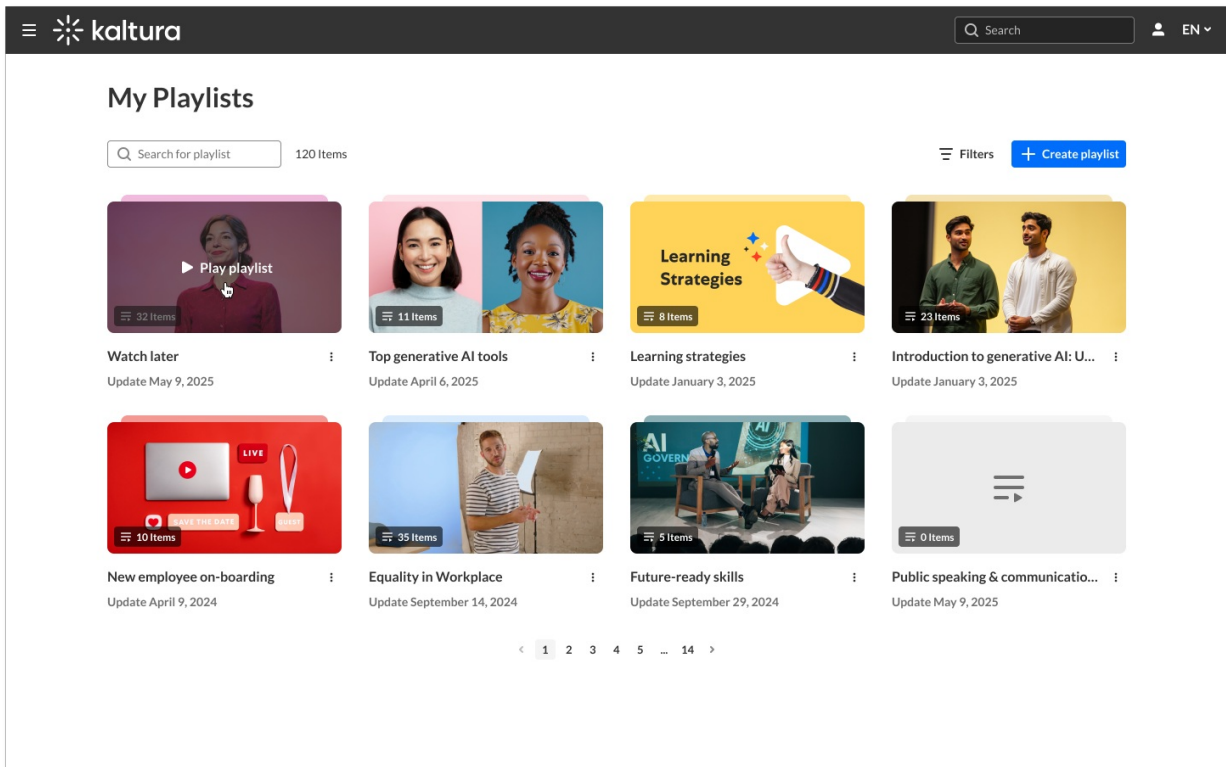 kaltura
Search
EN
My Playlists
Search for playlist
120 Items
Filters
Create playlist
Play playlist
32 Items
11 Items
Learning
Strategies
8 Items
23 Items
Watch later
Top generative AI tools
Learning strategies
Introduction to generative AI: U...
Update May 9, 2025
Update April 6, 2025
Update January 3, 2025
Update January 3, 2025
LIVE
SAVE THE DATE
GUEST
10 Items
35 Items
AI
GOVERN
AI
5 Items
0 Items
New employee on-boarding
Equality in Workplace
Future-ready skills
Public speaking & communicatio...
Update April 9, 2024
Update September 14, 2024
Update September 29, 2024
Update May 9, 2025
< 1 2 3 4 5 ... 14 >